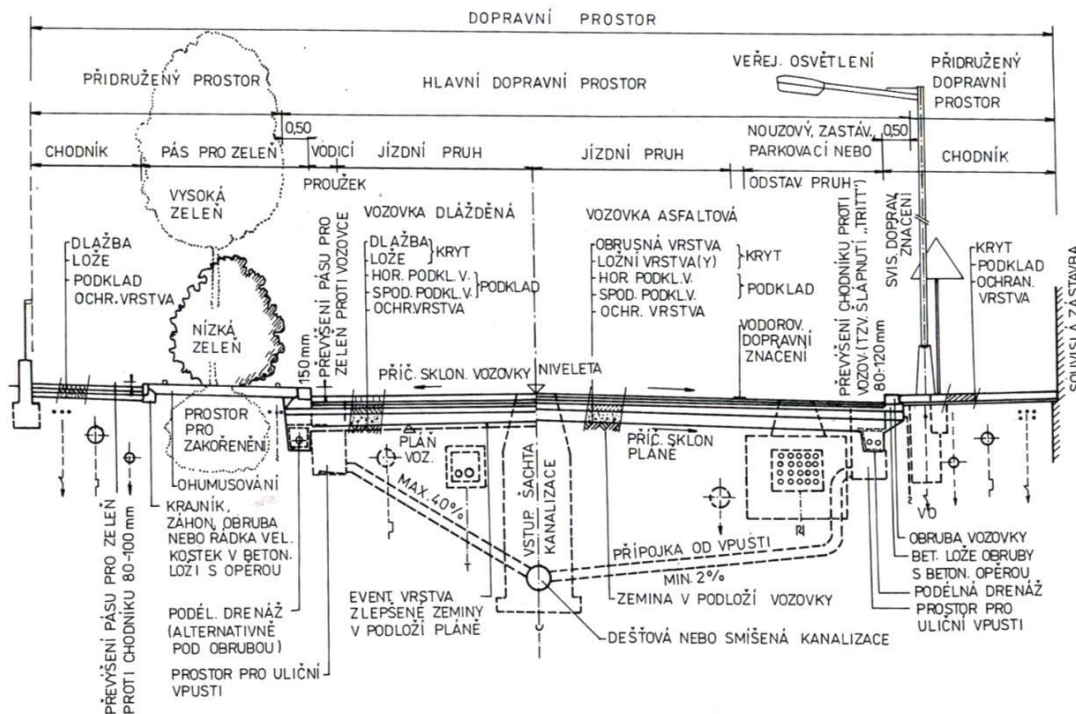 DOPRAVNÍ PROSTOR
PŘIDRUŽENÝ PROSTOR
HLAVNÍ DOPRAVNÍ PROSTOR
VEŘEJ. OSVĚTLENÍ
PŘIDRUŽENÝ
DOPRAVNÍ
PROSTOR
0,50
NOUZOVÝ, ZASTÁV.
PARKOVACÍ NEBO
ODSTAV. PRUH
0,50
CHODNÍK
PÁS PRO ZELEŇ
VODICÍ
PROUŽEK
JÍZDNÍ PRUH
JÍZDNÍ PRUH
CHODNÍK
VYSOKÁ
ZELEŇ
DLAŽBA
LOŽE
PODKLAD
OCHR. VRSTVA
NÍZKÁ
ZELEŇ
150 mm
PŘEVÝŠENÍ PÁSU PRO
ZELEŇ PROTI VOZOVCE
VOZOVKA DLÁŽDĚNÁ
DLAŽBA
LOŽE
KRYT
HOR. PODKL. V.
SPOD. PODKL. V.
PODKLAD
OCHR. VRSTVA
VOZOVKA ASFALTOVÁ
OBRUSNÁ VRSTVA
LOŽNÍ VRSTVA(Y)
KRYT
HOR. PODKL. V.
SPOD. PODKL. V.
PODKLAD
OCHR. VRSTVA
VODOROV.
DOPRAVNÍ
ZNAČENÍ
PŘEVÝŠENÍ CHODNÍKU PROTI
VOZOV. (TZV. ŠLÁPNUTÍ „TRITT")
80-120 mm
SVIS. DOPRAV.
ZNAČENÍ
KRYT
PODKLAD
OCHRAN.
VRSTVA
SOUVISLÁ ZÁSTAVBA
PŘÍČ. SKLON. VOZOVKY
NIVELETA
PROSTOR
PRO
ZAKOŘENĚNÍ
OHUMUSOVÁNÍ
PLÁŇ
VOZ.
PŘÍČ. SKLON
PLÁNĚ
MAX. 40%
VSTUP. ŠACHTA
KANALIZACE
PŘÍPOJKA OD VPUSTI
MIN. 2%
VO
PŘEVÝŠENÍ PÁSU PRO ZELEŇ
PROTI CHODNÍKU 80-100 mm
KRAJNÍK,
ZÁHON. OBRUBA
NEBO ŘÁDKA VEL.
KOSTEK V BETON.
LOŽI S OPĚROU
PODÉL. DRENÁŽ
(ALTERNATIVNĚ
POD OBRUBOU)
PROSTOR PRO ULIČNÍ
VPUSTI
EVENT. VRSTVA
ZLEPŠENÉ ZEMINY
V PODLOŽÍ PLÁNĚ
ZEMINA V PODLOŽÍ VOZOVKY
DEŠŤOVÁ NEBO SMÍŠENÁ KANALIZACE
OBRUBA VOZOVKY
BET. LOŽE OBRUBY
S BETON. OPĚROU
PODÉLNÁ DRENÁŽ
PROSTOR PRO
ULIČNÍ VPUSTI